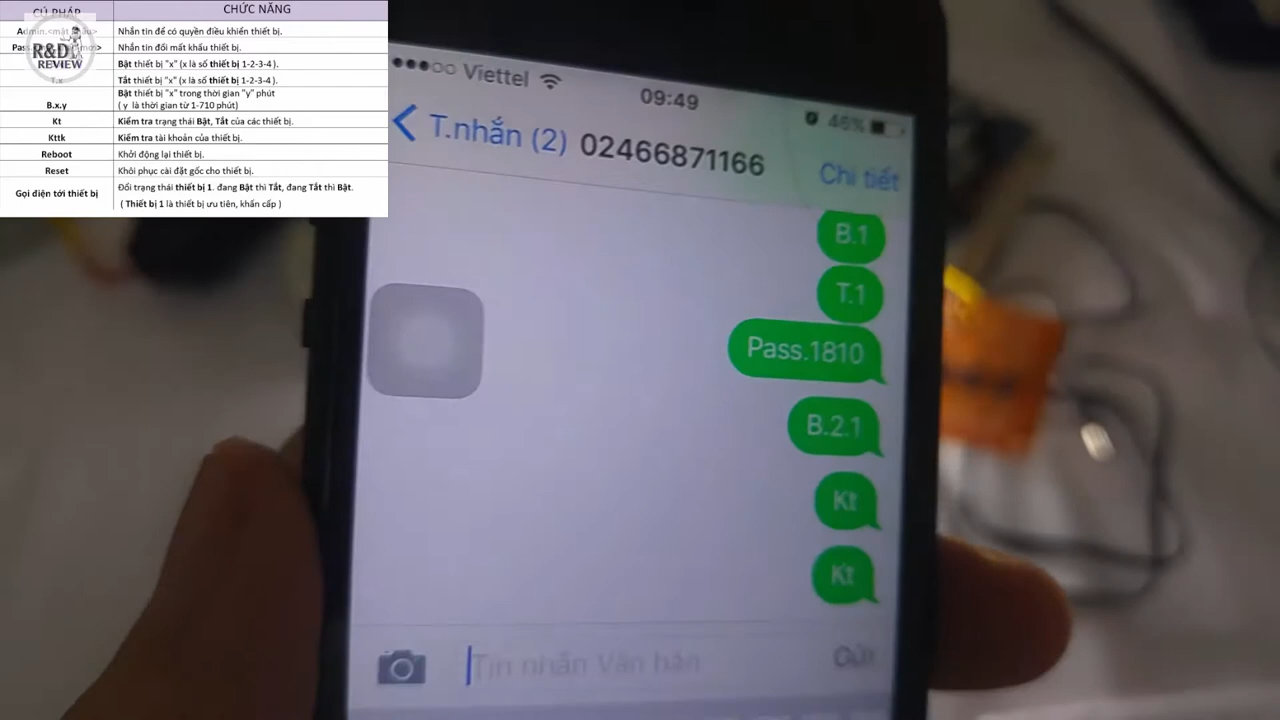 CÚ PHÁP
CHỨC NĂNG
Nhắn tin để có quyền điều khiển thiết bị.
Nhắn tin đổi mất khẩu thiết bị.
Bật thiết bị "x" (x là số thiết bị 1-2-3-4 ).
T.x
Tắt thiết bị "x" (x là số thiết bị 1-2-3-4 ).
B.x.y
Bật thiết bị "x" trong thời gian "y" phút
( y là thời gian từ 1-710 phút)
Kt
Kiểm tra trạng thái Bật, Tắt của các thiết bị.
Kttk
Kiểm tra tài khoản của thiết bị.
Reboot
Khởi động lại thiết bị.
Reset
Khôi phục cài đặt gốc cho thiết bị.
Gọi điện tới thiết bị
Đổi trạng thái thiết bị 1. đang Bật thì Tắt, đang Tắt thì Bật.
( Thiết bị 1 là thiết bị ưu tiên, khẩn cấp )
R&D
REVIEW
Viettel
09:49
46%
T.nhắn (2)
02466871166
Chi tiết
B.1
T.1
Pass.1810
B.2.1
Kt
Kt
Tin nhắn Văn bản
Gửi